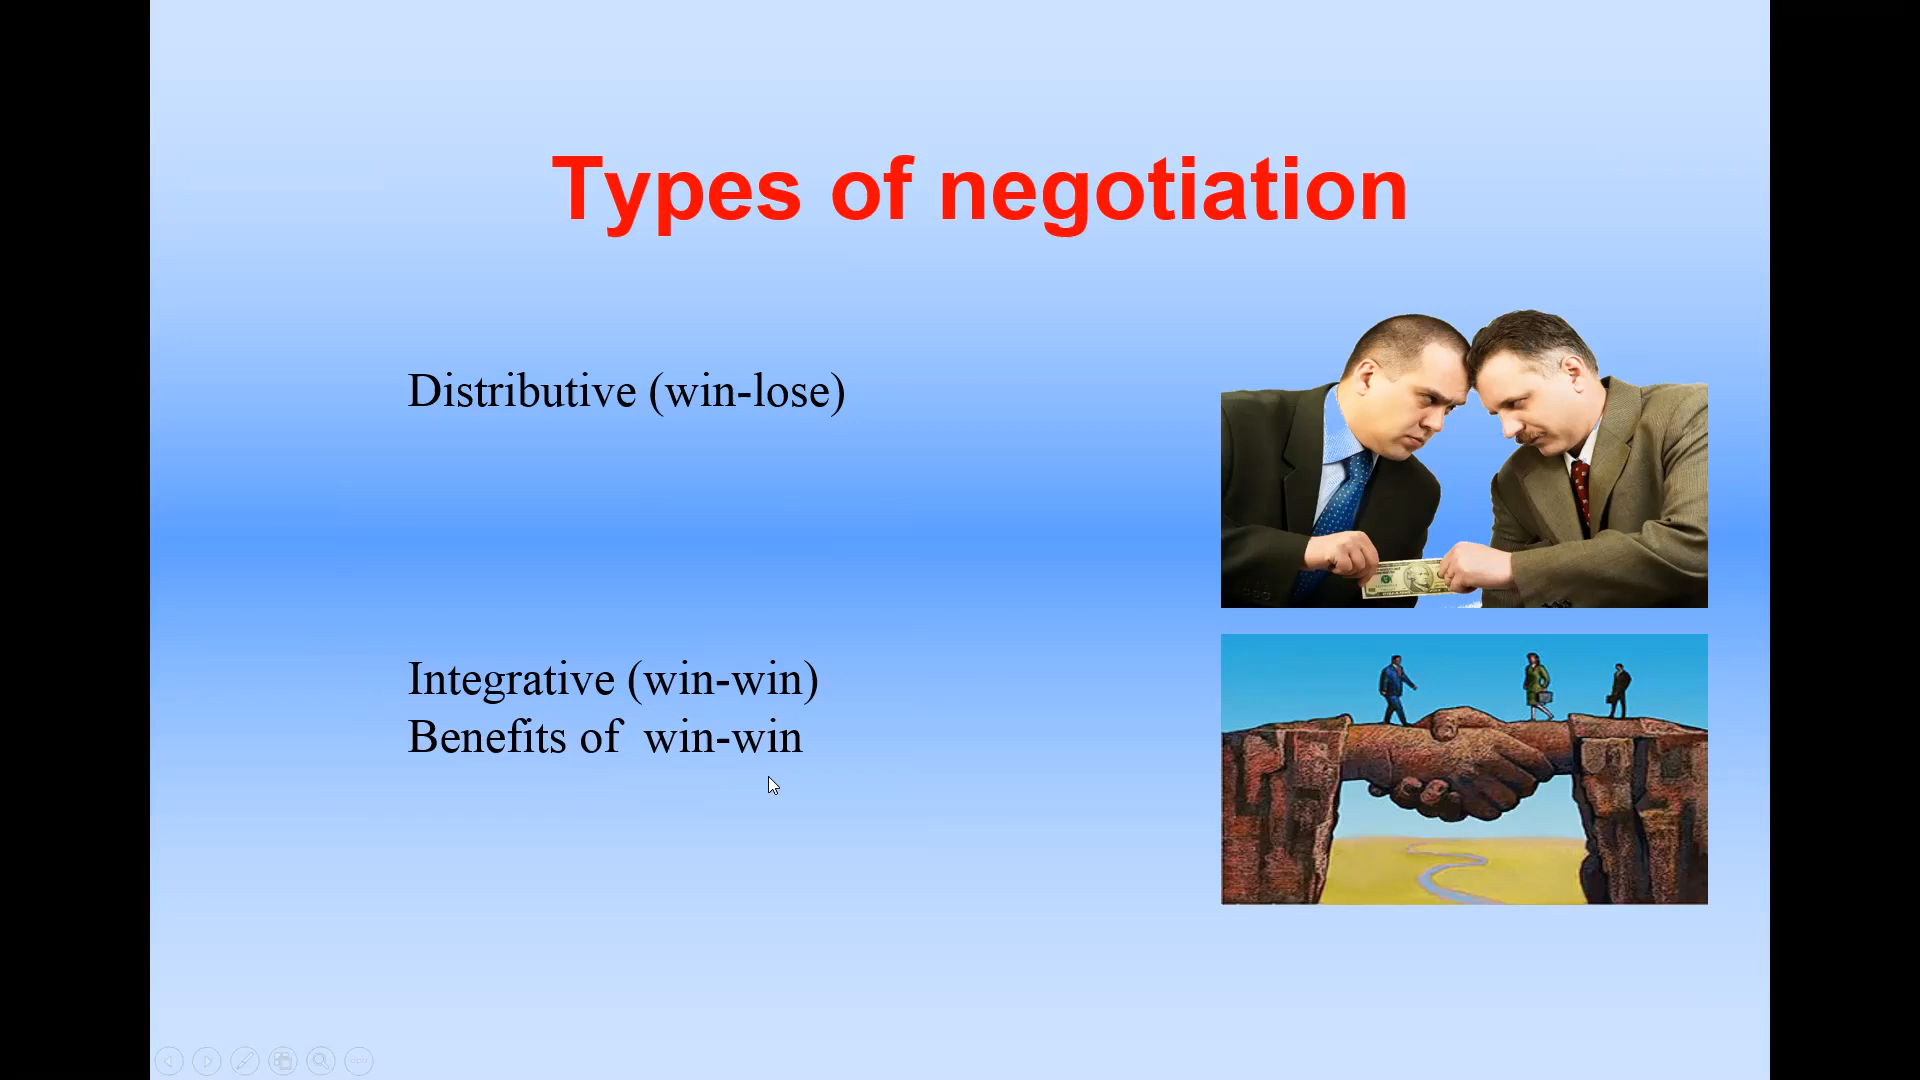 Types of negotiation
Distributive (win-lose)
Integrative (win-win)
Benefits of  win-win